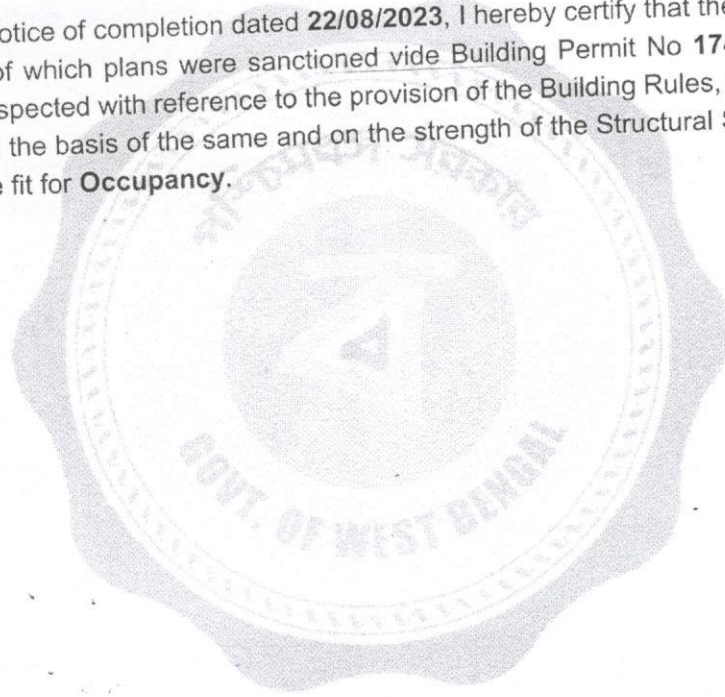 otice of completion dated 22/08/2023, I hereby certify that the
of which plans were sanctioned vide Building Permit No 17
spected with reference to the provision of the Building Rules,
the basis of the same and on the strength of the Structural
fit for Occupancy.
GOVT. OF WEST BENGAL